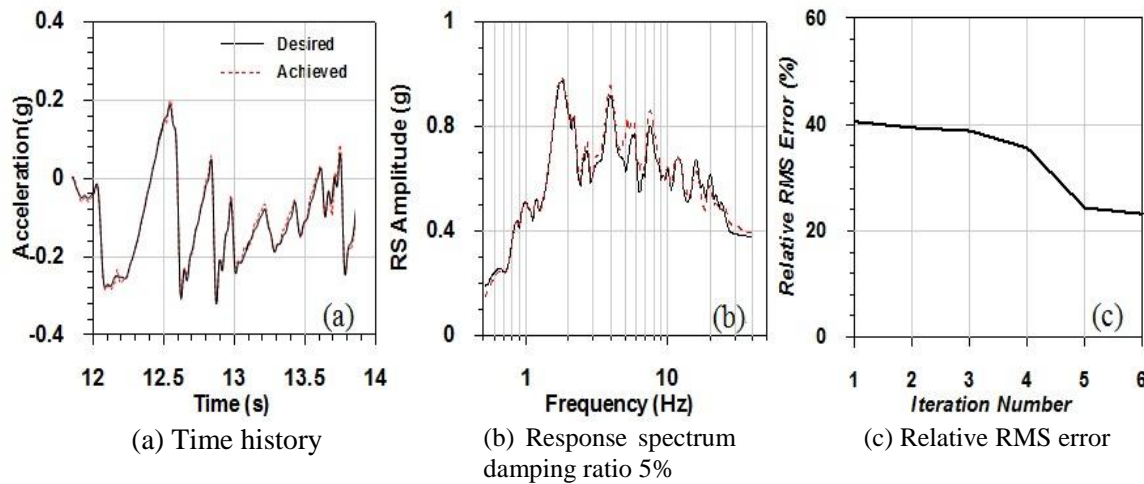 0.4
0.2
0
-0.2
-0.4
Acceleration(g)
Desired
Achieved
(a)
12 12.5 13 13.5 14
Time (s)
1
0.8
0.4
0
RS Amplitude (g)
(b)
1 10
Frequency (Hz)
60
40
20
0
Relative RMS Error (%)
(c)
1 2 3 4 5 6
Iteration Number
(a) Time history
(b) Response spectrum
damping ratio 5%
(c) Relative RMS error